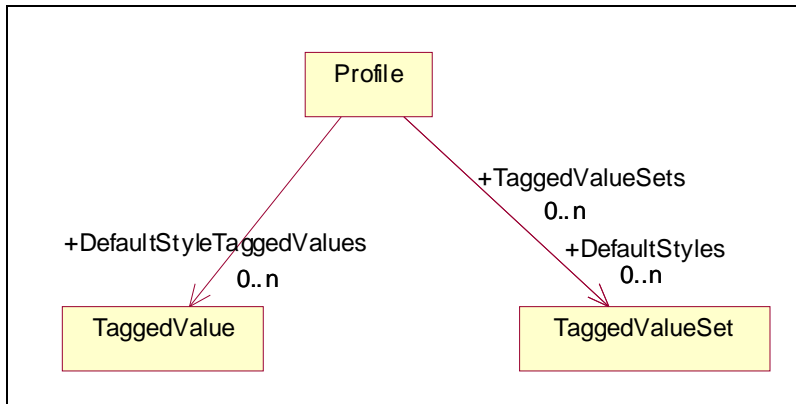 Profile
+TaggedValueSets
0..n
+DefaultStyleTaggedValues
0..n
+DefaultStyles
0..n
TaggedValue
TaggedValueSet